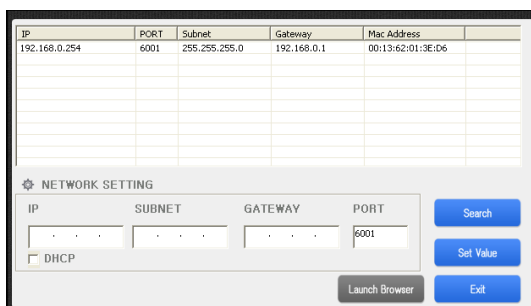 IP PORT Subnet Gateway Mac Address
192.168.0.254 6001 255.255.255.0 192.168.0.1 00:13:62:01:3E:D6
NETWORK SETTING
IP SUBNET GATEWAY PORT
. . . . . . . . . 6001
DHCP
Search
Set Value
Launch Browser Exit